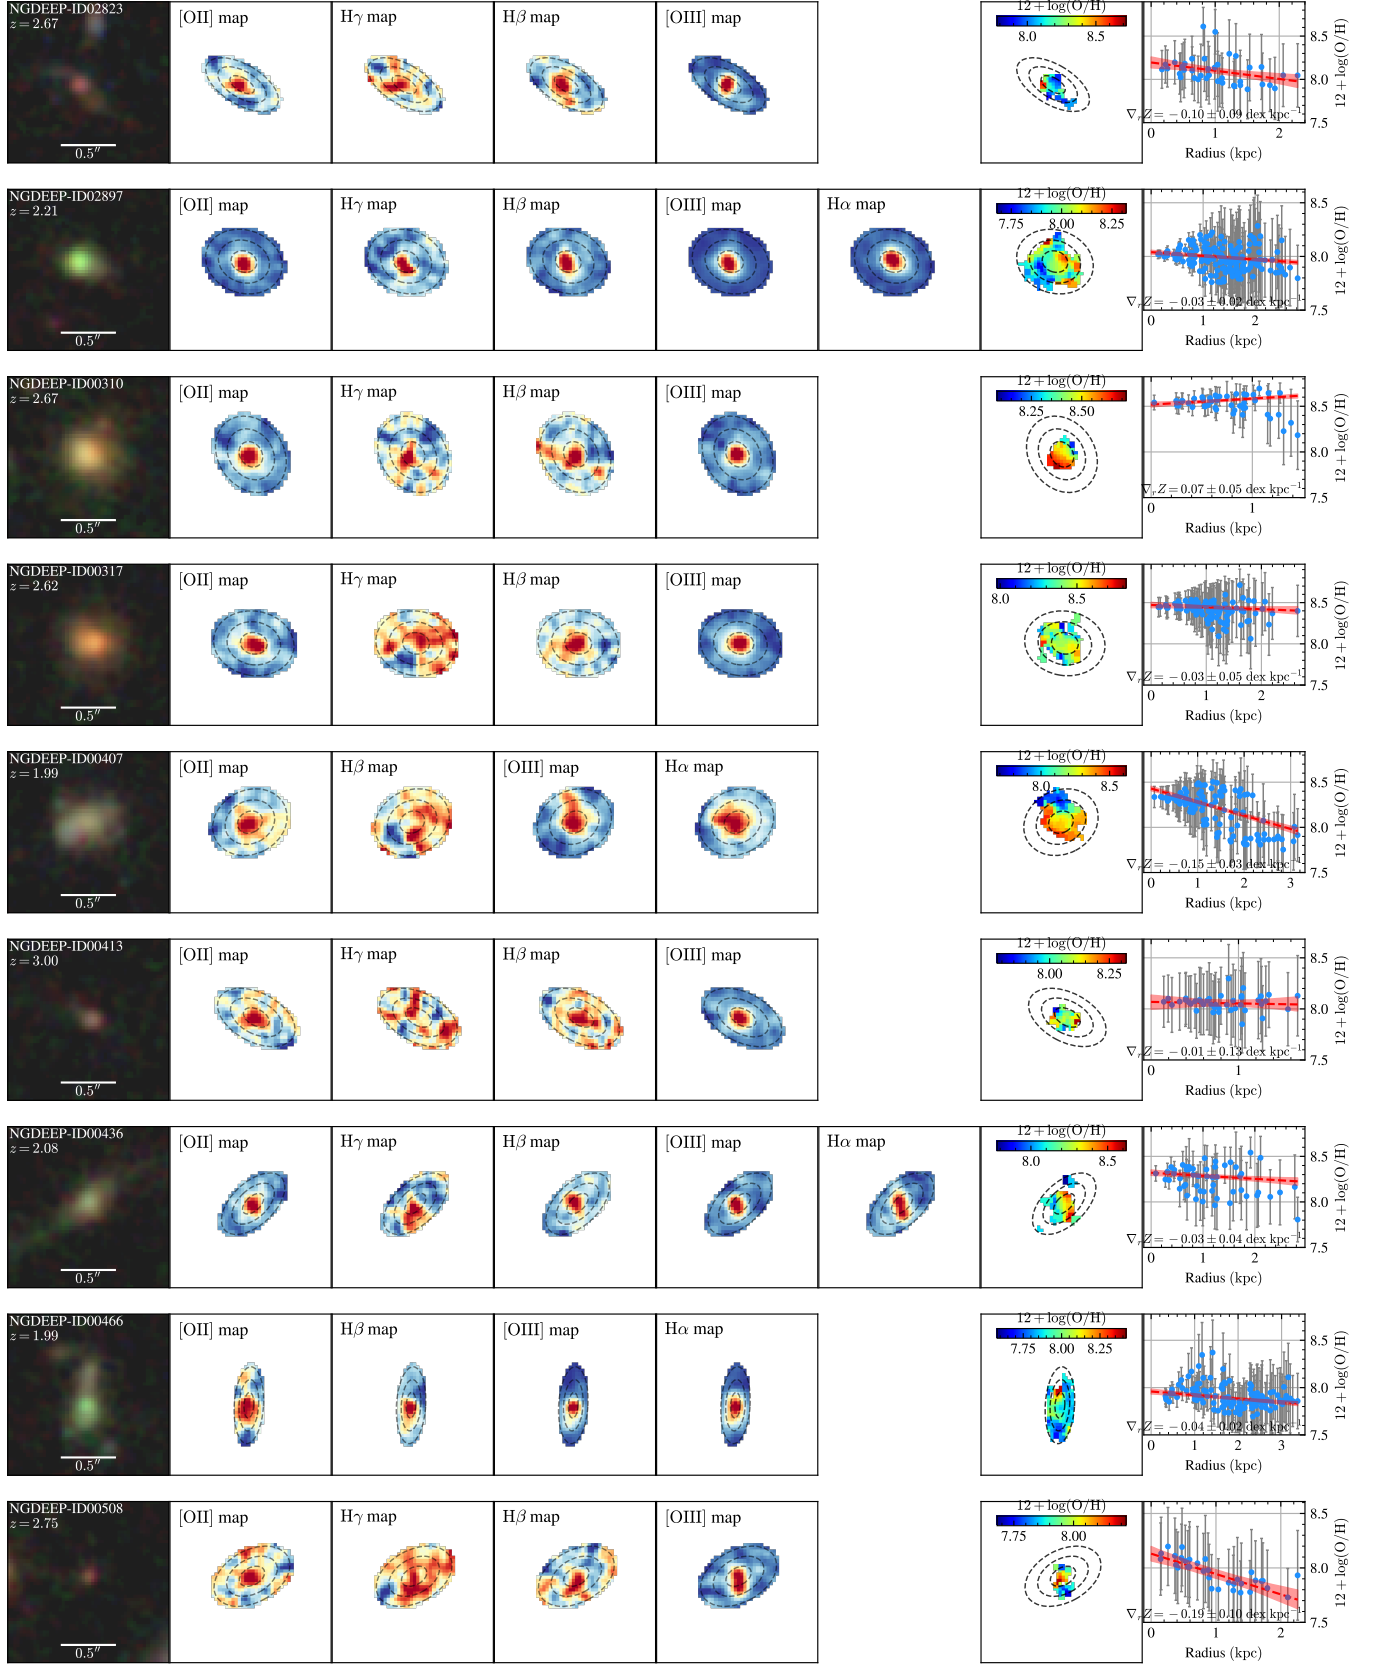 NGDEEP-ID02823
z = 2.67
0.5″
[OII] map
Hγ map
Hβ map
[OIII] map
12 + log(O/H)
8.0 8.5
∇rZ = −0.10 ± 0.09 dex kpc⁻¹
8.5
8.0
7.5
0 1 2
Radius (kpc)
12 + log(O/H)
NGDEEP-ID02897
z = 2.21
0.5″
[OII] map
Hγ map
Hβ map
[OIII] map
Hα map
12 + log(O/H)
7.75 8.00 8.25
∇rZ = −0.03 ± 0.02 dex kpc⁻¹
8.5
8.0
7.5
0 1 2
Radius (kpc)
12 + log(O/H)
NGDEEP-ID00310
z = 2.67
0.5″
[OII] map
Hγ map
Hβ map
[OIII] map
12 + log(O/H)
8.25 8.50
∇rZ = 0.07 ± 0.05 dex kpc⁻¹
8.5
8.0
7.5
0 1
Radius (kpc)
12 + log(O/H)
NGDEEP-ID00317
z = 2.62
0.5″
[OII] map
Hγ map
Hβ map
[OIII] map
12 + log(O/H)
8.0 8.5
∇rZ = −0.03 ± 0.05 dex kpc⁻¹
8.5
8.0
7.5
0 1 2
Radius (kpc)
12 + log(O/H)
NGDEEP-ID00407
z = 1.99
0.5″
[OII] map
Hβ map
[OIII] map
Hα map
12 + log(O/H)
8.0 8.5
∇rZ = −0.15 ± 0.03 dex kpc⁻¹
8.5
8.0
7.5
0 1 2 3
Radius (kpc)
12 + log(O/H)
NGDEEP-ID00413
z = 3.00
0.5″
[OII] map
Hγ map
Hβ map
[OIII] map
12 + log(O/H)
8.00 8.25
∇rZ = −0.01 ± 0.13 dex kpc⁻¹
8.5
8.0
7.5
0 1
Radius (kpc)
12 + log(O/H)
NGDEEP-ID00436
z = 2.08
0.5″
[OII] map
Hγ map
Hβ map
[OIII] map
Hα map
12 + log(O/H)
8.0 8.5
∇rZ = −0.03 ± 0.04 dex kpc⁻¹
8.5
8.0
7.5
0 2
Radius (kpc)
12 + log(O/H)
NGDEEP-ID00466
z = 1.99
0.5″
[OII] map
Hβ map
[OIII] map
Hα map
12 + log(O/H)
7.75 8.00 8.25
∇rZ = −0.04 ± 0.02 dex kpc⁻¹
8.5
8.0
7.5
0 1 2 3
Radius (kpc)
12 + log(O/H)
NGDEEP-ID00508
z = 2.75
0.5″
[OII] map
Hγ map
Hβ map
[OIII] map
12 + log(O/H)
7.75 8.00
∇rZ = −0.19 ± 0.10 dex kpc⁻¹
8.5
8.0
7.5
0 1 2
Radius (kpc)
12 + log(O/H)